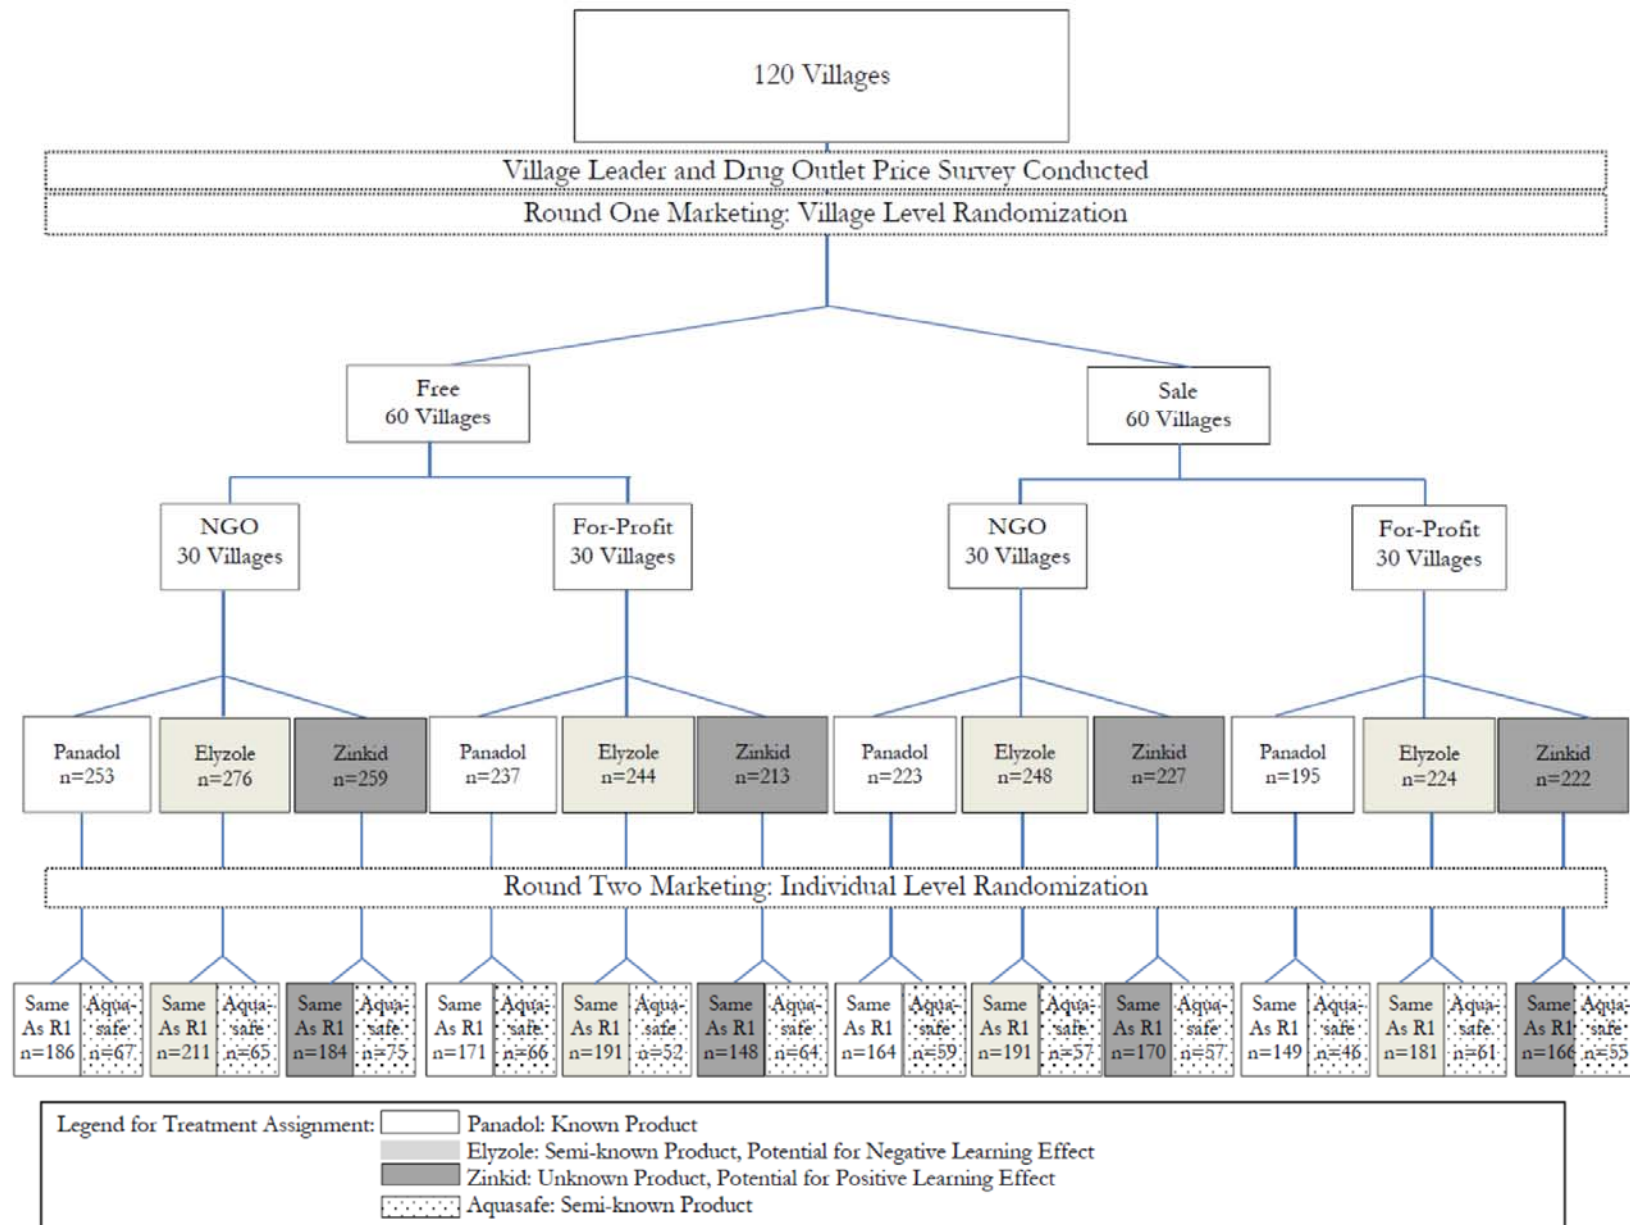 120 Villages
Village Leader and Drug Outlet Price Survey Conducted
Round One Marketing: Village Level Randomization
Free
60 Villages
Sale
60 Villages
NGO
30 Villages
For-Profit
30 Villages
NGO
30 Villages
For-Profit
30 Villages
Panadol
n=253
Elyzole
n=276
Zinkid
n=259
Panadol
n=237
Elyzole
n=244
Zinkid
n=213
Panadol
n=223
Elyzole
n=248
Zinkid
n=227
Panadol
n=195
Elyzole
n=224
Zinkid
n=222
Round Two Marketing: Individual Level Randomization
Same
As R1
n=186
Aqua-
safe
n=67
Same
As R1
n=211
Aqua-
safe
n=65
Same
As R1
n=184
Aqua-
safe
n=75
Same
As R1
n=171
Aqua-
safe
n=66
Same
As R1
n=191
Aqua-
safe
n=52
Same
As R1
n=148
Aqua-
safe
n=64
Same
As R1
n=164
Aqua-
safe
n=59
Same
As R1
n=191
Aqua-
safe
n=57
Same
As R1
n=170
Aqua-
safe
n=57
Same
As R1
n=149
Aqua-
safe
n=46
Same
As R1
n=181
Aqua-
safe
n=61
Same
As R1
n=166
Aqua-
safe
n=55
Legend for Treatment Assignment:
Panadol: Known Product
Elyzole: Semi-known Product, Potential for Negative Learning Effect
Zinkid: Unknown Product, Potential for Positive Learning Effect
Aquasafe: Semi-known Product